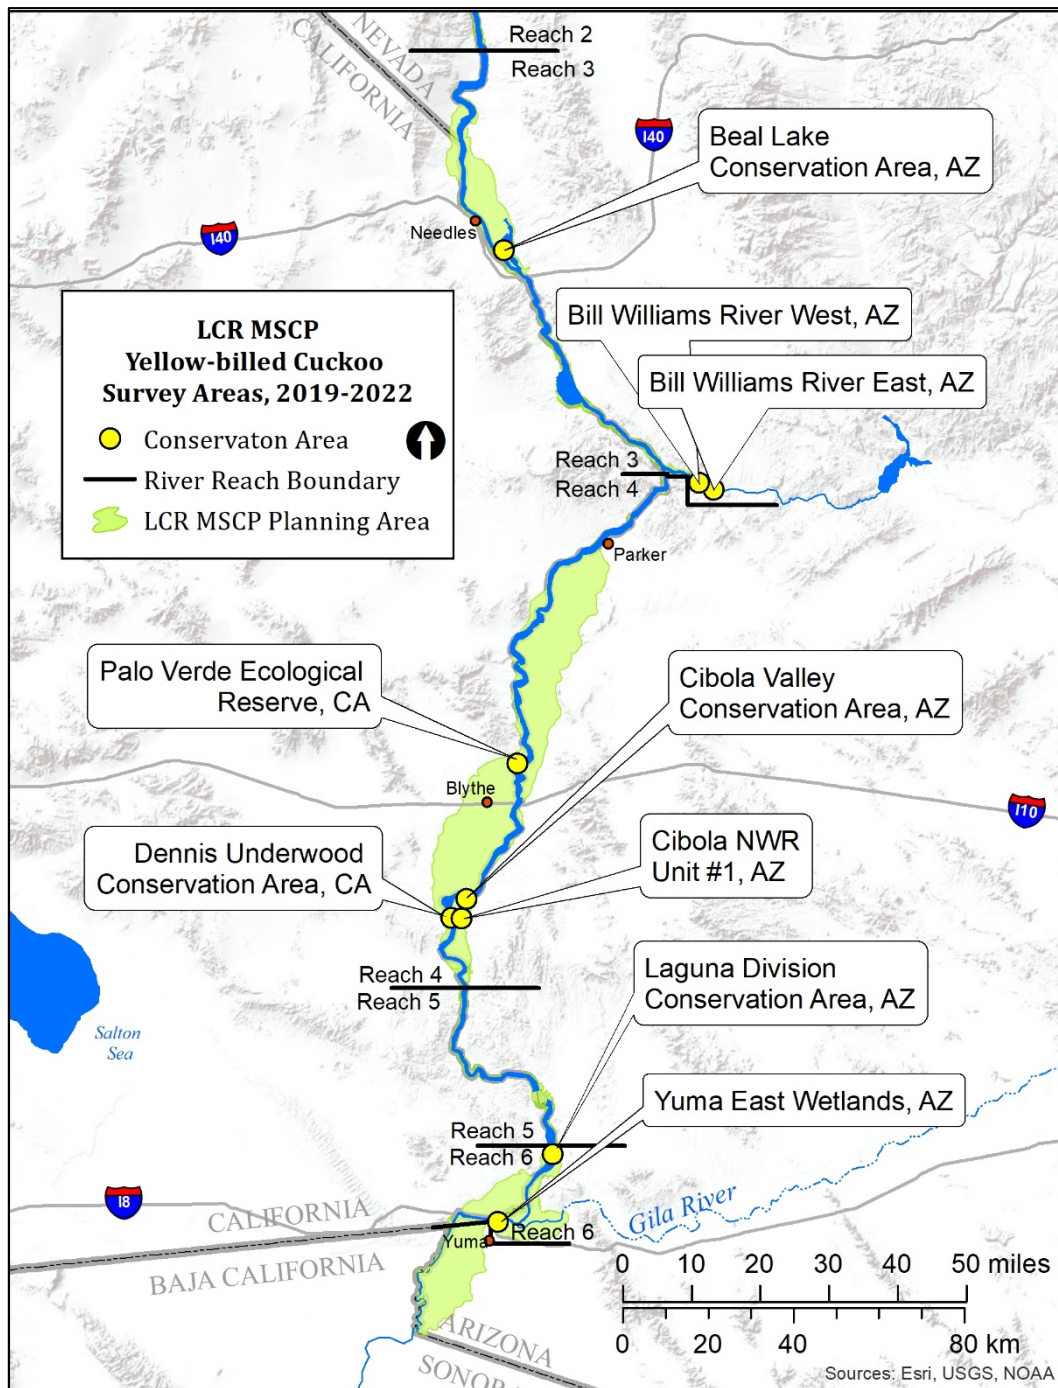 Reach 2
Reach 3
NEVADA
CALIFORNIA
I40
Beal Lake
Conservation Area, AZ
Needles
I40
LCR MSCP
Yellow-billed Cuckoo
Survey Areas, 2019-2022
Conservaton Area
River Reach Boundary
LCR MSCP Planning Area
Bill Williams River West, AZ
Bill Williams River East, AZ
Reach 3
Reach 4
Parker
Palo Verde Ecological
Reserve, CA
Cibola Valley
Conservation Area, AZ
Blythe
I10
Dennis Underwood
Conservation Area, CA
Cibola NWR
Unit #1, AZ
Reach 4
Reach 5
Laguna Division
Conservation Area, AZ
Salton
Sea
Yuma East Wetlands, AZ
Reach 5
Reach 6
I8
CALIFORNIA
BAJA CALIFORNIA
Gila River
Reach 6
Yuma
0 10 20 30 40 50 miles
0 20 40 80 km
ARIZONA
SONOR
Sources: Esri, USGS, NOAA